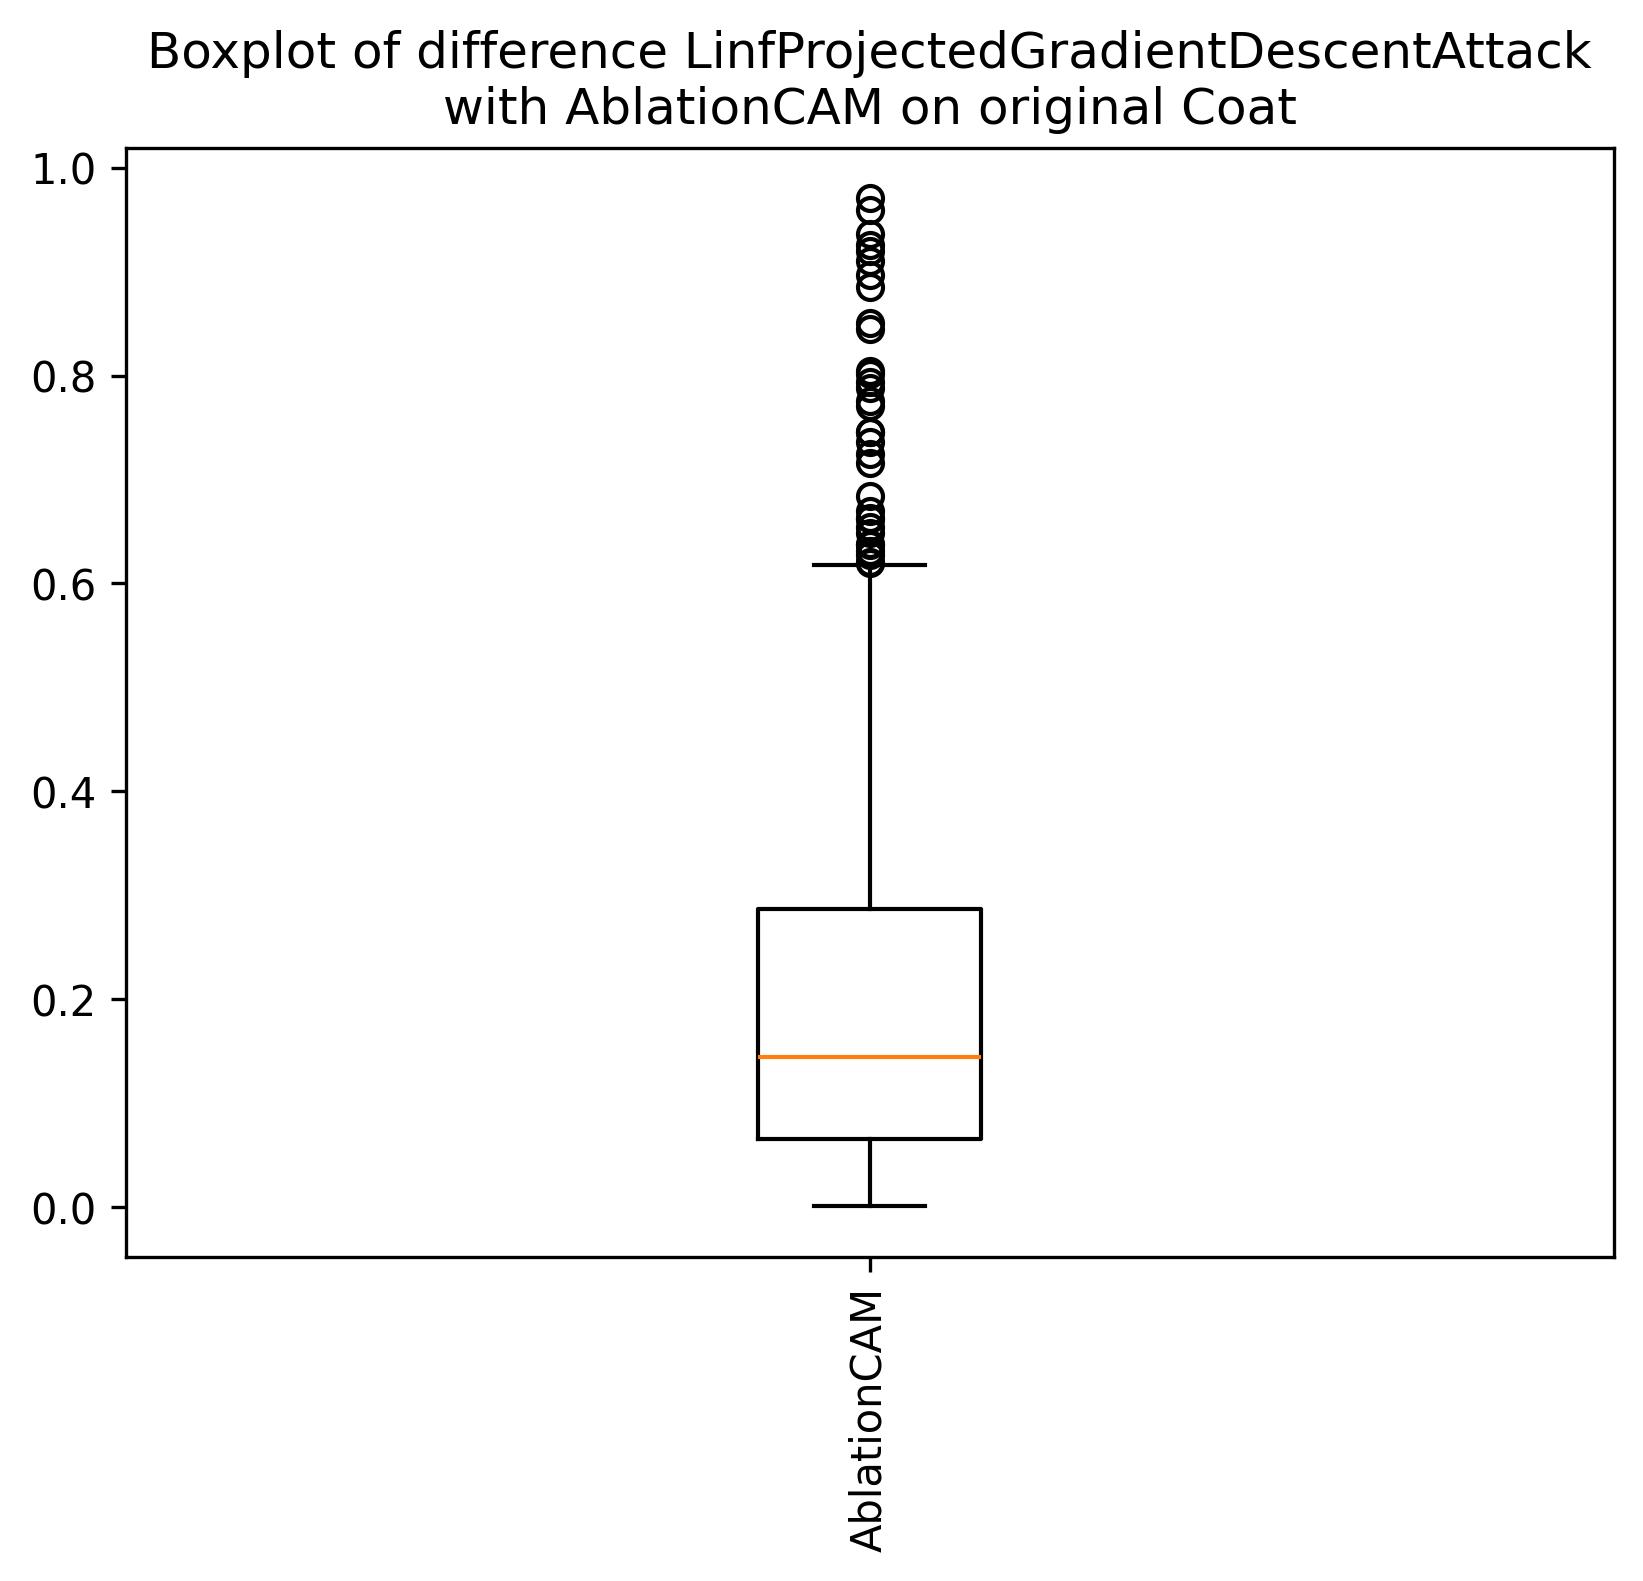 Boxplot of difference LinfProjectedGradientDescentAttack
with AblationCAM on original Coat
1.0
0.8
0.6
0.4
0.2
0.0
AblationCAM